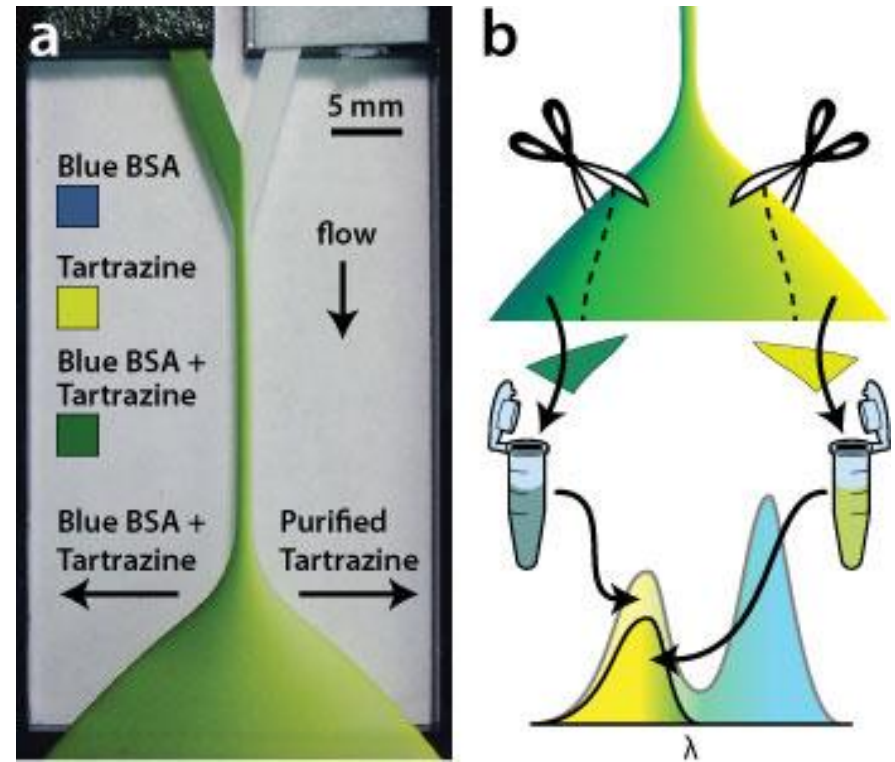 a
5 mm
Blue BSA
Tartrazine
flow
Blue BSA +
Tartrazine
Blue BSA +
Tartrazine
Purified
Tartrazine
b
λ